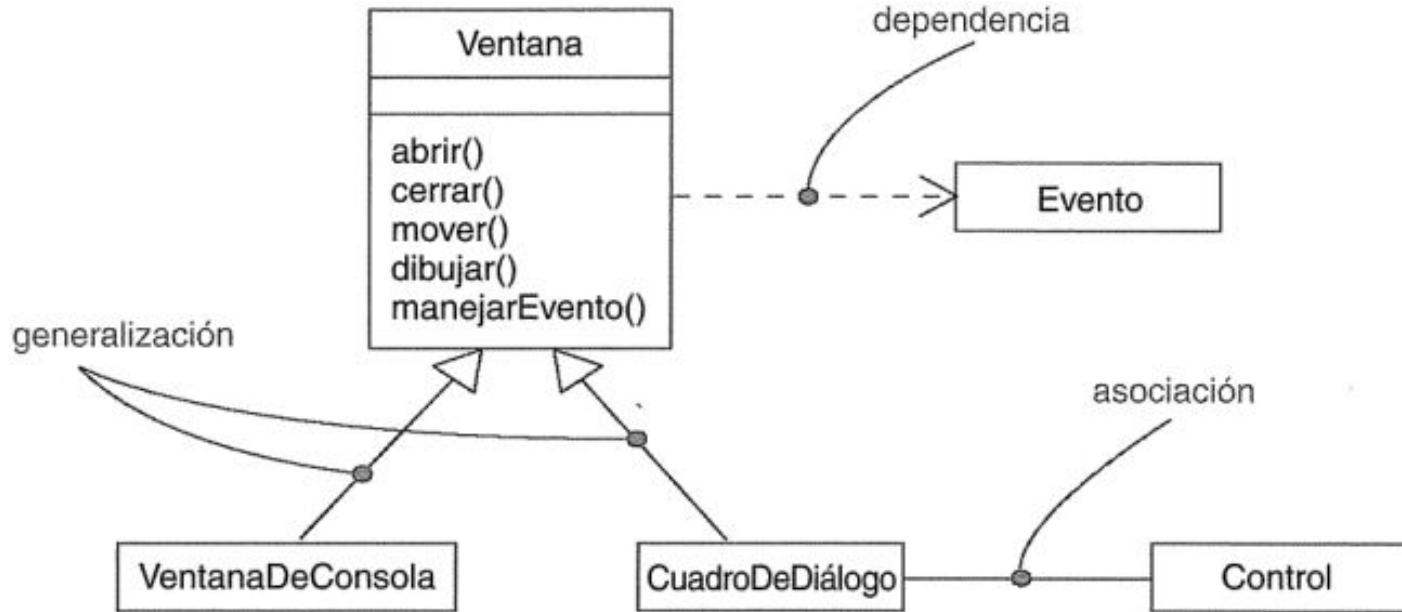 dependencia
Ventana
abrir()
cerrar()
mover()
dibujar()
manejarEvento()
Evento
generalización
asociación
VentanaDeConsola
CuadroDeDiálogo
Control